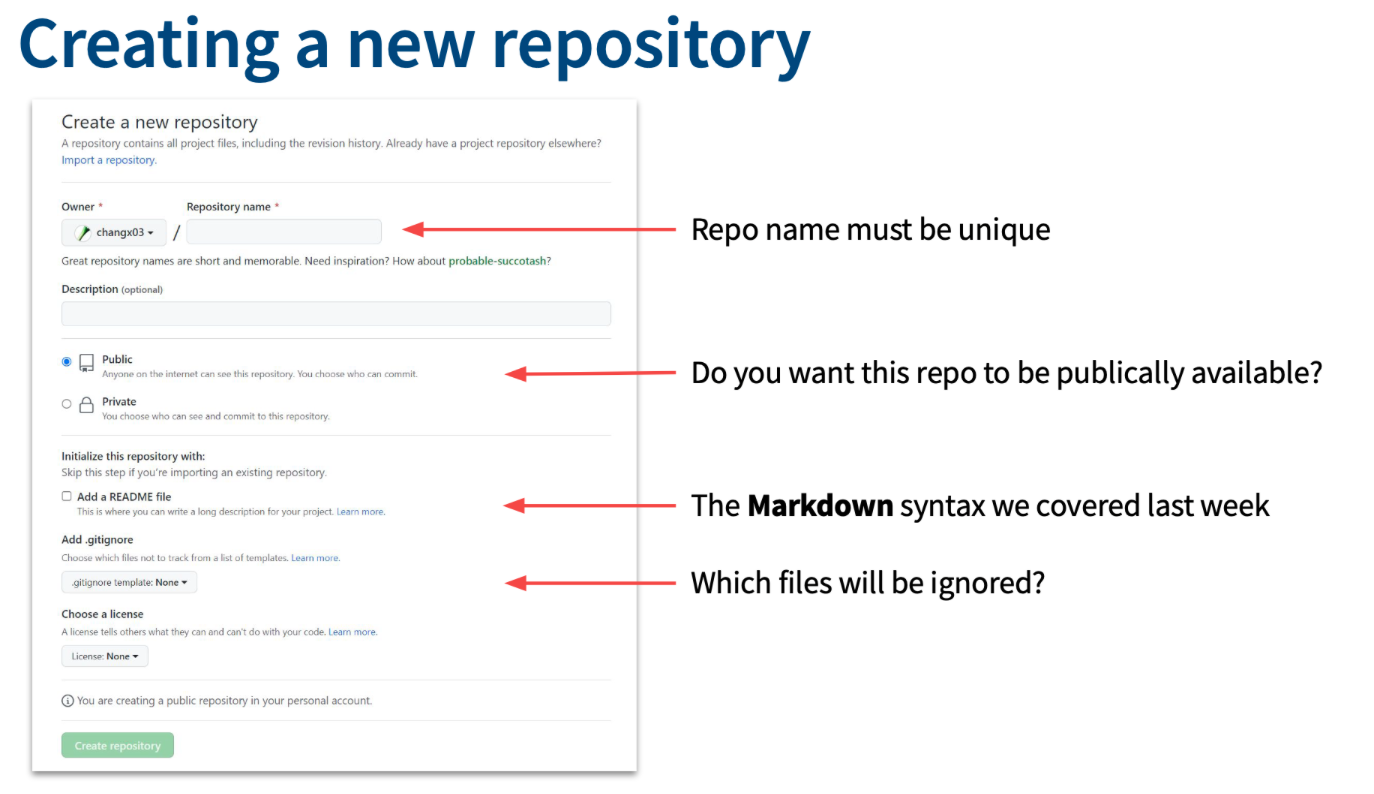 Creating a new repository
Create a new repository
A repository contains all project files, including the revision history. Already have a project repository elsewhere?
Import a repository.
Owner * Repository name *
changx03 /
Repo name must be unique
Great repository names are short and memorable. Need inspiration? How about probable-succotash?
Description (optional)
Public
Anyone on the internet can see this repository. You choose who can commit.
Do you want this repo to be publically available?
Private
You choose who can see and commit to this repository.
Initialize this repository with:
Skip this step if you're importing an existing repository.
Add a README file
This is where you can write a long description for your project. Learn more.
The Markdown syntax we covered last week
Add .gitignore
Choose which files not to track from a list of templates. Learn more.
.gitignore template: None
Which files will be ignored?
Choose a license
A license tells others what they can and can't do with your code. Learn more.
License: None
You are creating a public repository in your personal account.
Create repository